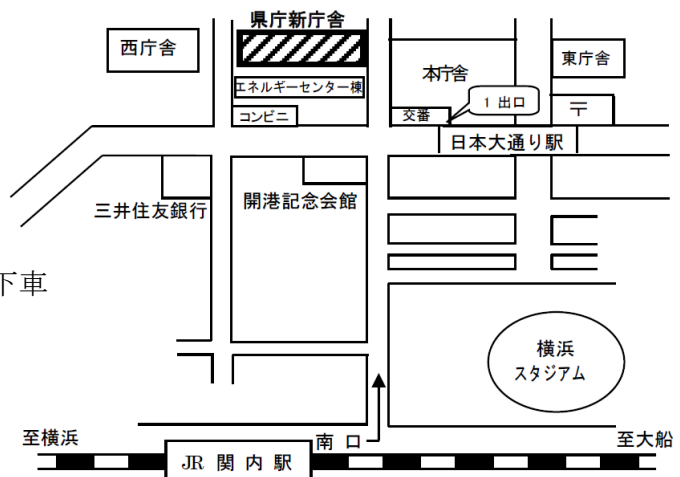 県庁新庁舎
西庁舎
エネルギーセンター棟
コンビニ
本庁舎
東庁舎
1 出口
交番
〒
日本大通り駅
三井住友銀行
開港記念会館
下車
横浜
スタジアム
至横浜
南 口
至大船
JR 関 内 駅